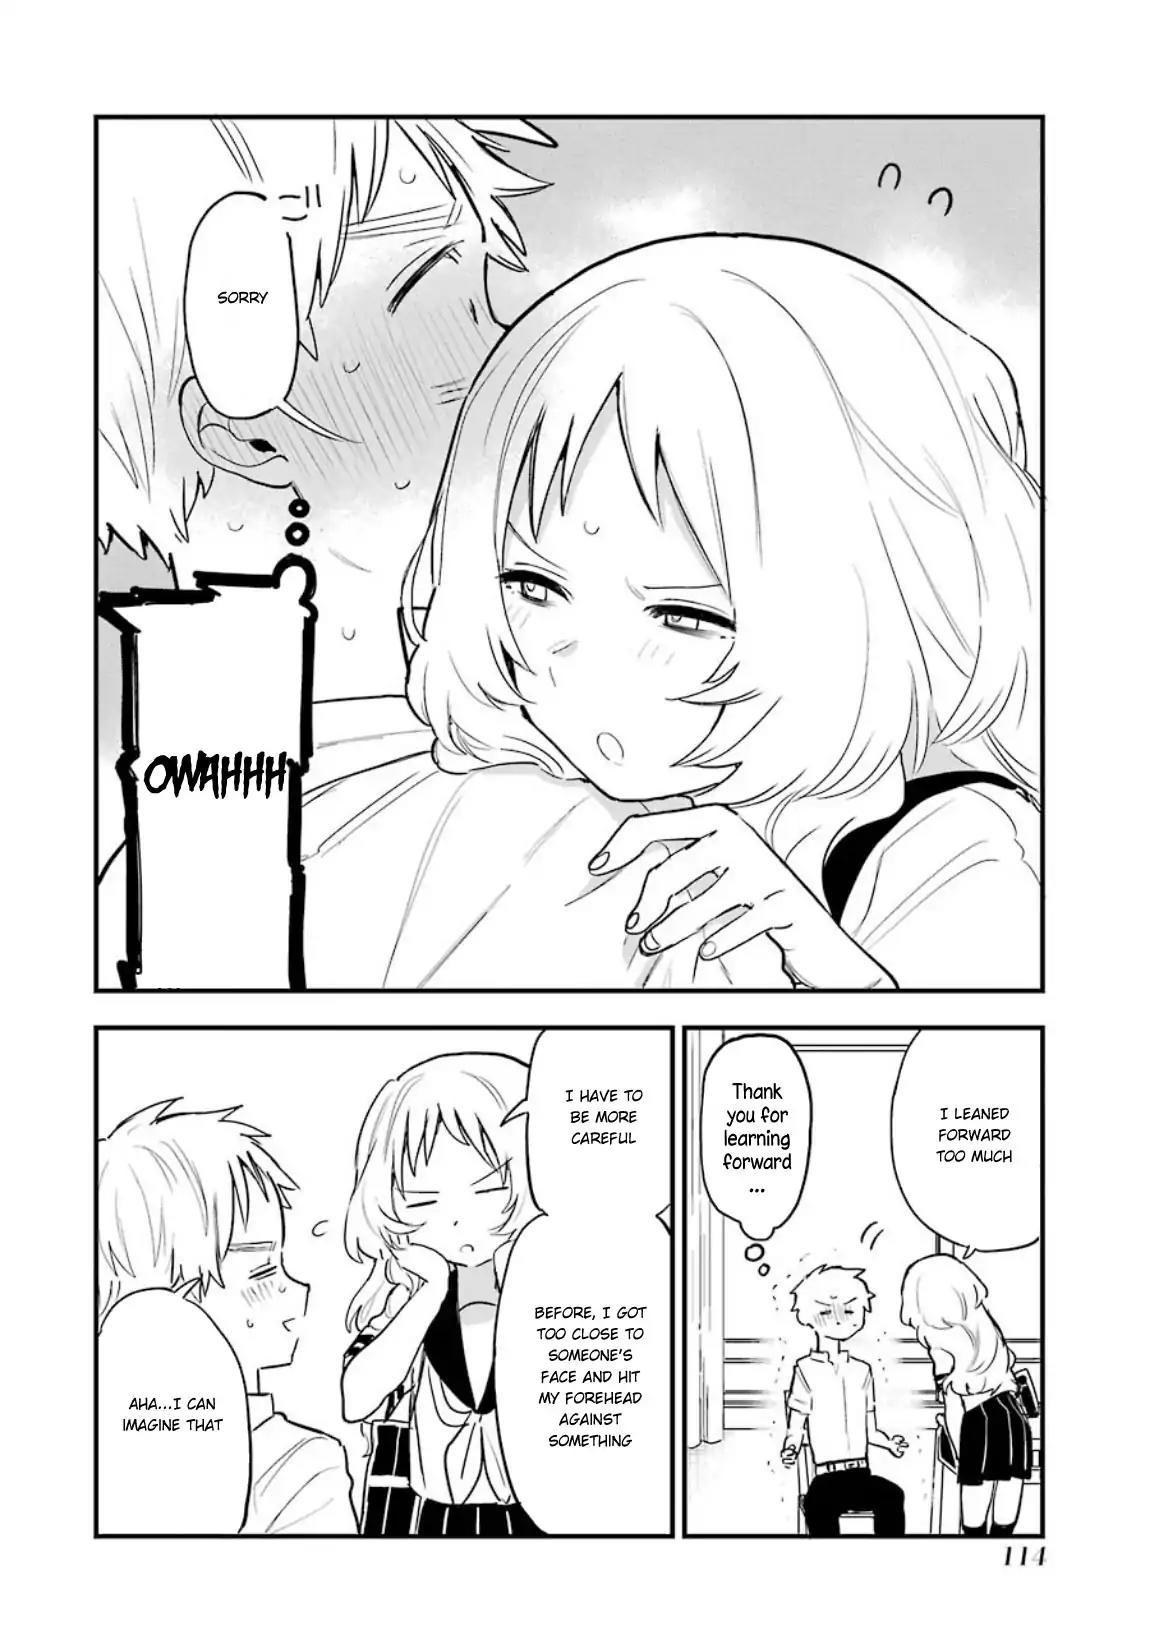 SORRY
OWAHHH
I LEANED
FORWARD
TOO MUCH
Thank
you for
learning
forward
...
I HAVE TO
BE MORE
CAREFUL
BEFORE, I GOT
TOO CLOSE TO
SOMEONE'S
FACE AND HIT
MY FOREHEAD
AGAINST
SOMETHING
AHA...I CAN
IMAGINE THAT
114